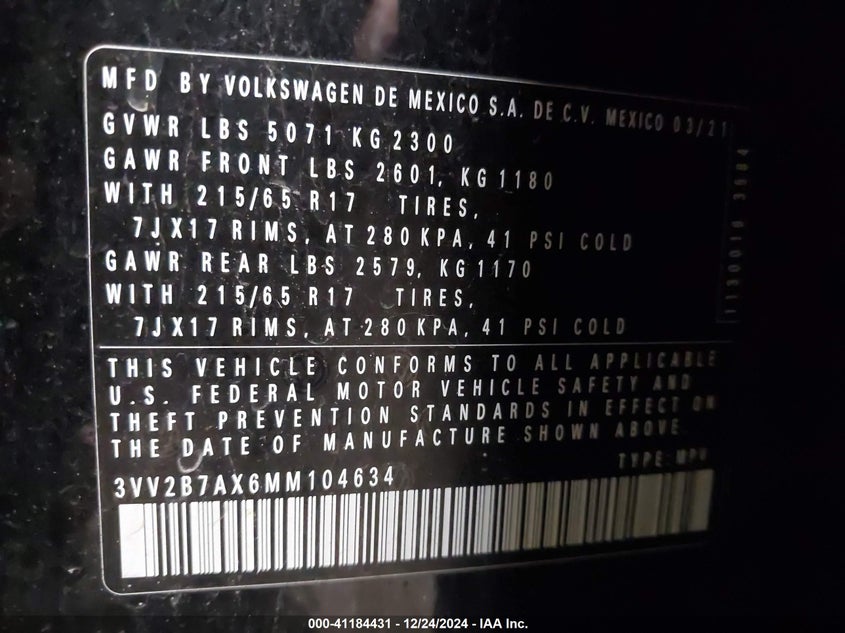 MFD BY VOLKSWAGEN DE MEXICO S.A. DE C.V. MEXICO 03/21
GVWR LBS 5071 KG 2300
GAWR FRONT LBS 2601, KG 1180
WITH 215/65 R17 TIRES,
7JX17 RIMS, AT 280 KPA, 41 PSI COLD
GAWR REAR LBS 2579, KG 1170
WITH 215/65 R17 TIRES,
7JX17 RIMS, AT 280 KPA, 41 PSI COLD
THIS VEHICLE CONFORMS TO ALL APPLICABLE
U.S. FEDERAL MOTOR VEHICLE SAFETY AND
THEFT PREVENTION STANDARDS IN EFFECT ON
THE DATE OF MANUFACTURE SHOWN ABOVE.
TYPE: MPV
3VV2B7AX6MM104634
000-41184431 - 12/24/2024 - IAA Inc.